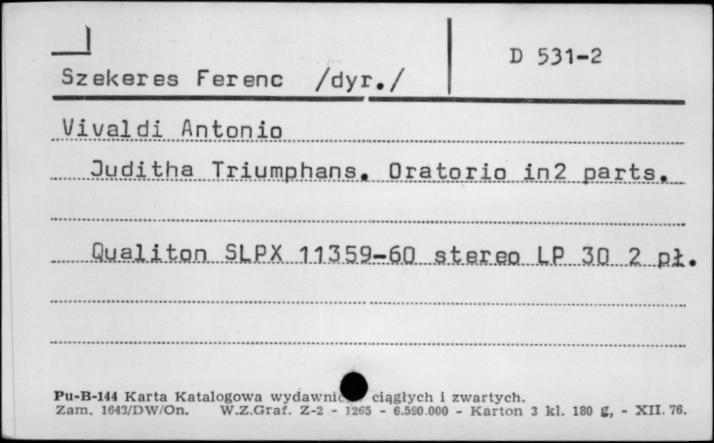 D 531-2
Szekeres Ferenc /dyr./
Vivaldi Antonio
Juditha Triumphans. Oratorio in2 parts.
Qualiton SLPX 11359-60 stereo LP 30 2 pł.
Pu-B-144 Karta Katalogowa ciągłych i zwartych.
Zam. 1643/DW/On. W.Z.Graf. Z-2 - 1265 - 6.590.000 - Karton 3 kl. 180 g, - XII. 76.